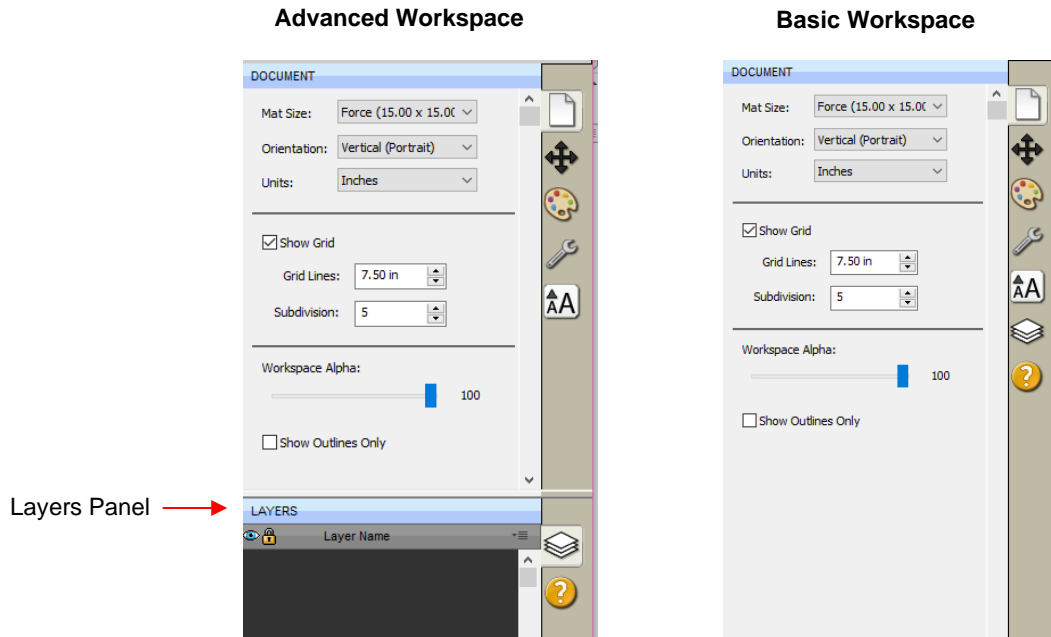 Advanced Workspace
DOCUMENT
Mat Size: Force (15.00 x 15.0(
Orientation: Vertical (Portrait)
Units: Inches
Show Grid
Grid Lines: 7.50 in
Subdivision: 5
AA
Workspace Alpha:
100
Show Outlines Only
Layers Panel
LAYERS
Layer Name
?
Basic Workspace
DOCUMENT
Mat Size: Force (15.00 x 15.0(
Orientation: Vertical (Portrait)
Units: Inches
Show Grid
Grid Lines: 7.50 in
Subdivision: 5
AA
Workspace Alpha:
100
?
Show Outlines Only